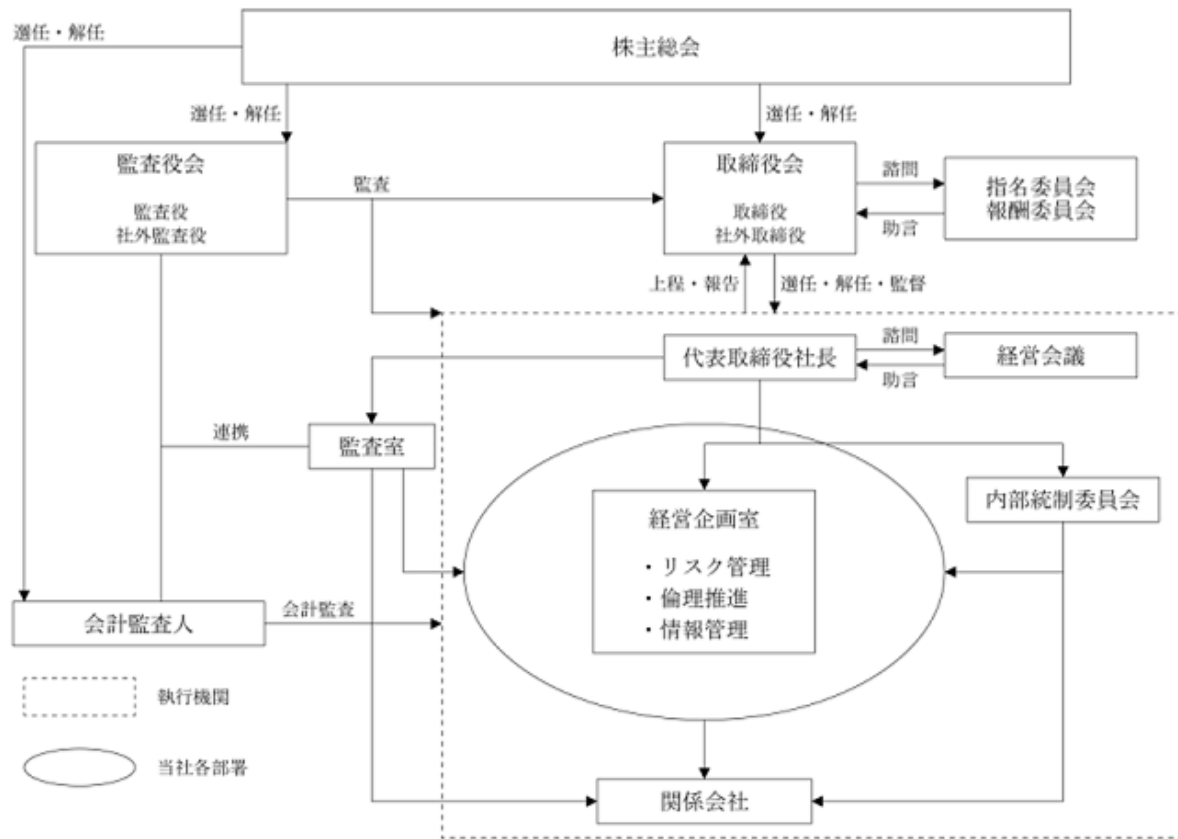 選任・解任
株主総会
選任・解任
選任・解任
監査役会
監査役
社外監査役
監査
取締役会
取締役
社外取締役
諮問
助言
指名委員会
報酬委員会
上程・報告
選任・解任・監督
代表取締役社長
諮問
助言
経営会議
連携
監査室
経営企画室
・リスク管理
・倫理推進
・情報管理
内部統制委員会
会計監査人
会計監査
執行機関
当社各部署
関係会社